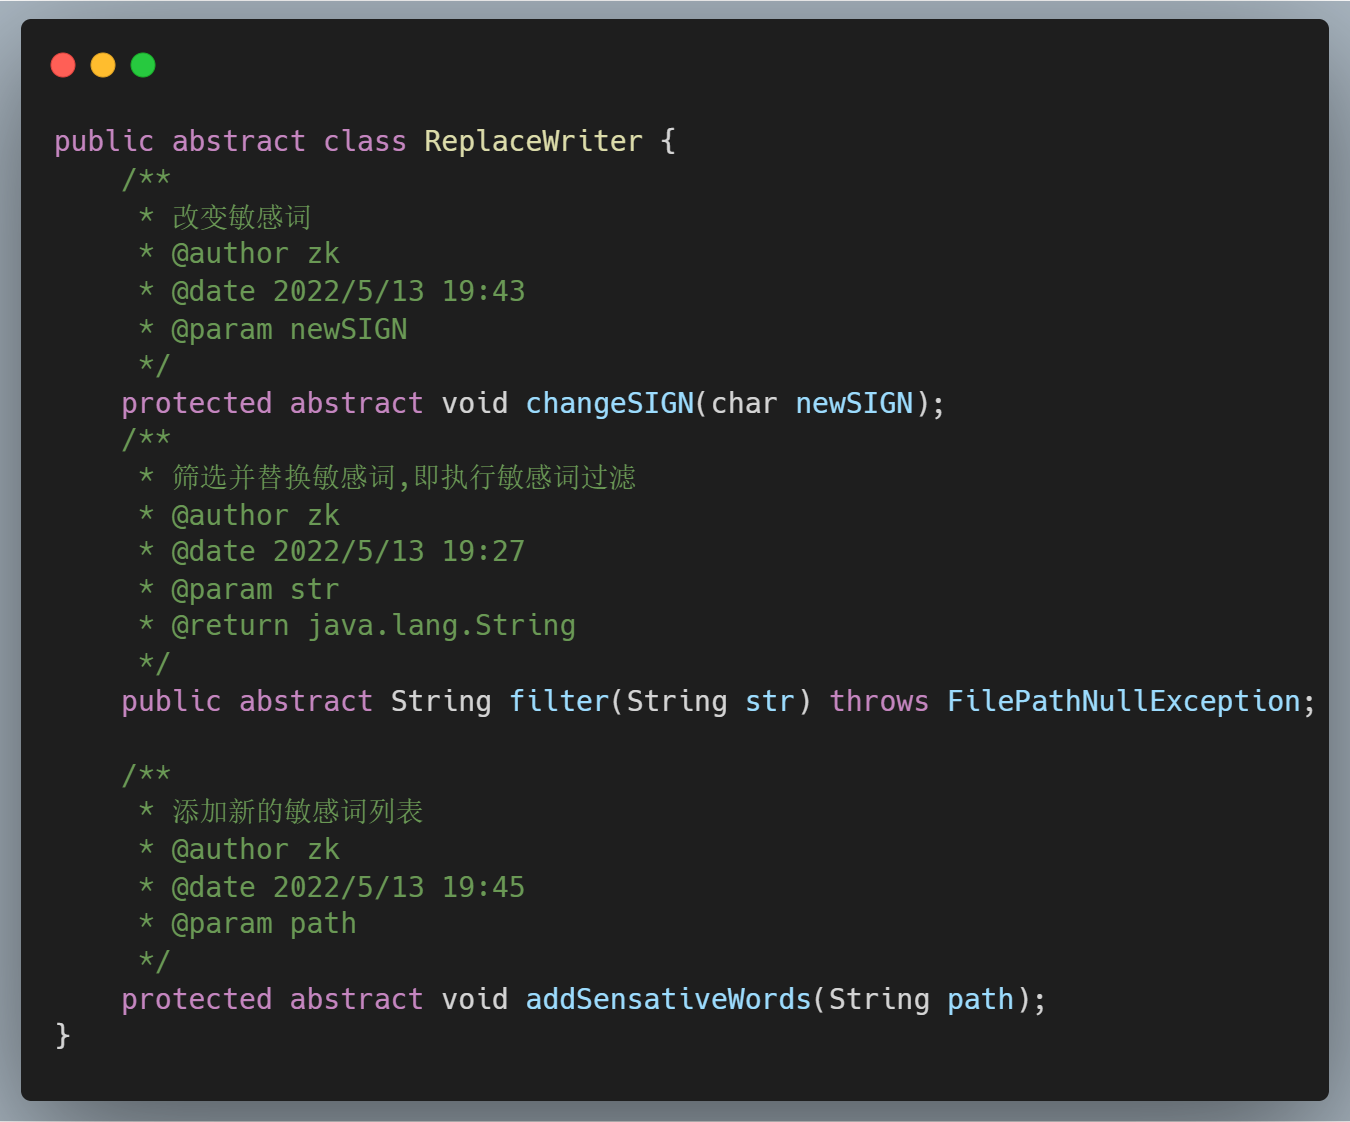 public abstract class ReplaceWriter {
    /**
     * 改变敏感词
     * @author zk
     * @date 2022/5/13 19:43
     * @param newSIGN
     */
    protected abstract void changeSIGN(char newSIGN);
    /**
     * 筛选并替换敏感词,即执行敏感词过滤
     * @author zk
     * @date 2022/5/13 19:27
     * @param str
     * @return java.lang.String
     */
    public abstract String filter(String str) throws FilePathNullException;

    /**
     * 添加新的敏感词列表
     * @author zk
     * @date 2022/5/13 19:45
     * @param path
     */
    protected abstract void addSensativeWords(String path);
}